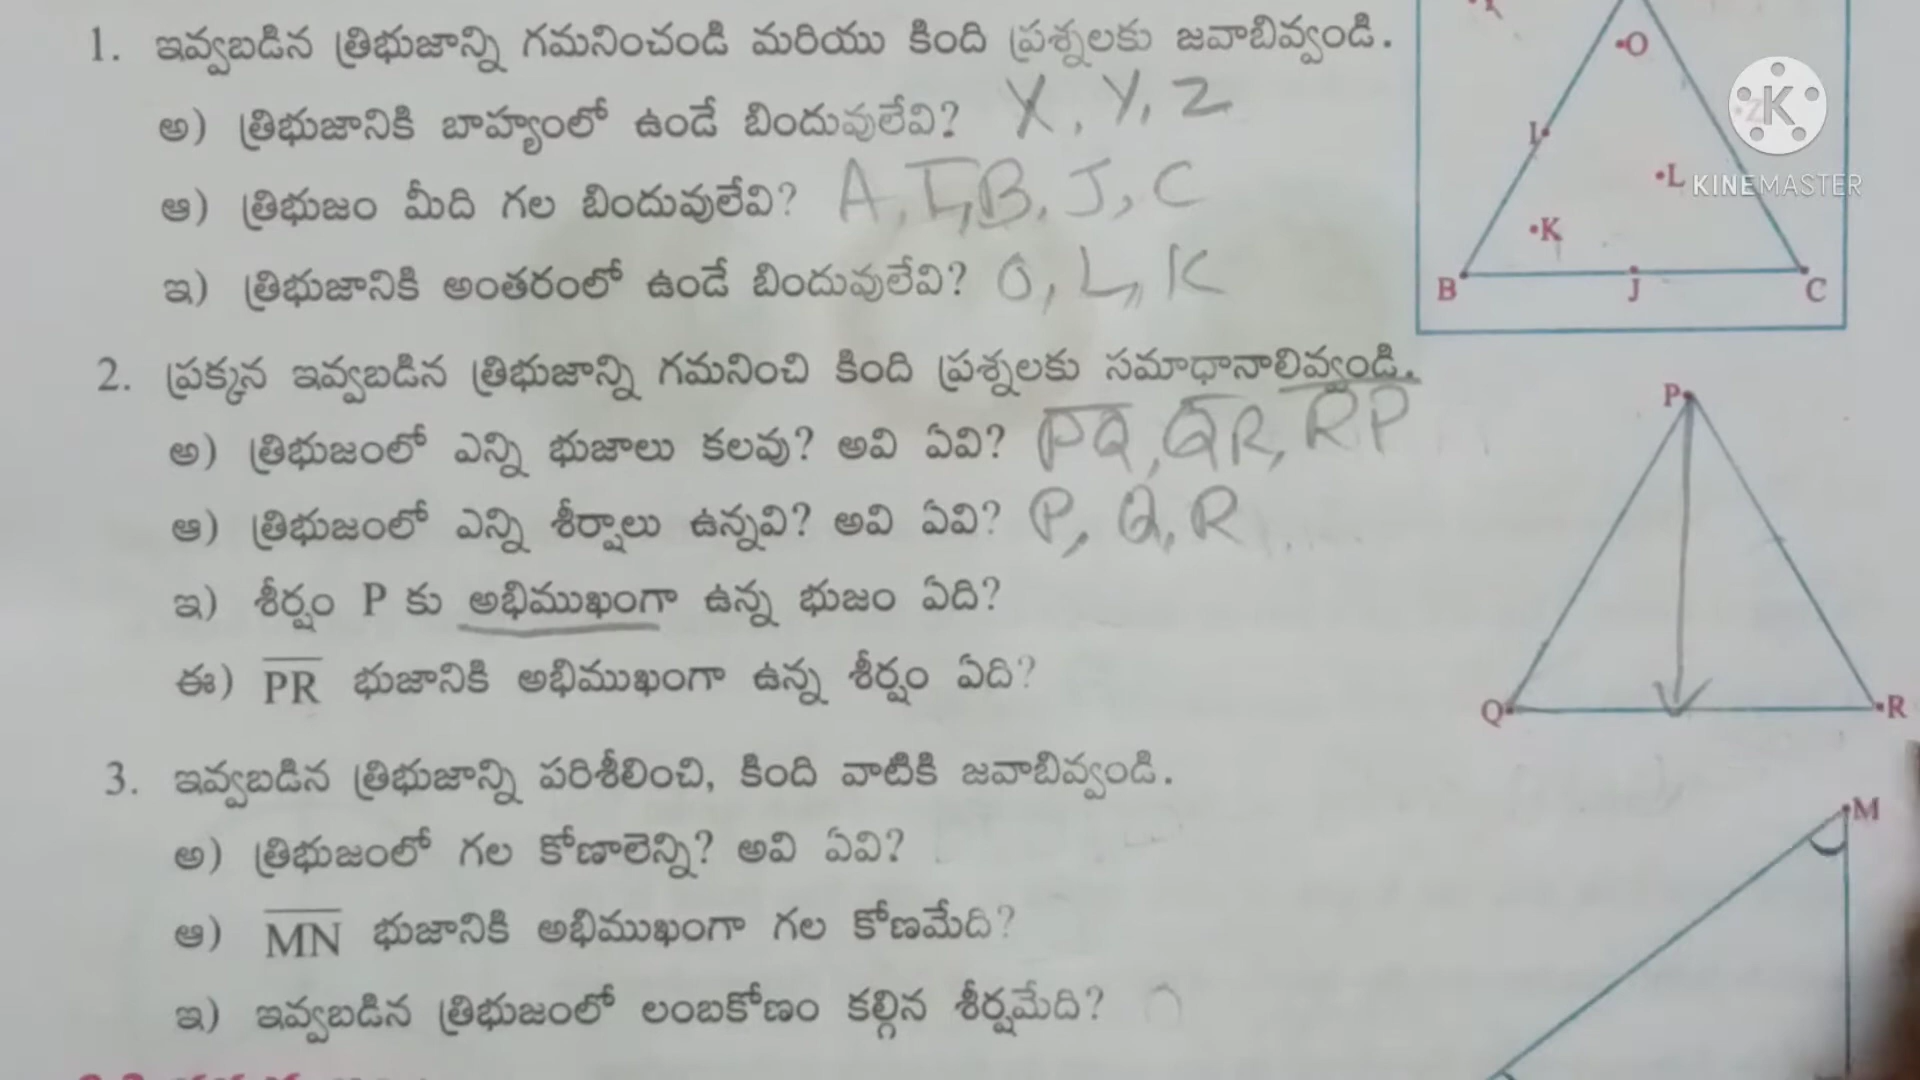 1. ఇవ్వబడిన త్రిభుజాన్ని గమనించండి మరియు కింది ప్రశ్నలకు జవాబివ్వండి.
అ) త్రిభుజానికి బాహ్యంలో ఉండే బిందువులేవి? X, Y, Z
ఆ) త్రిభుజం మీది గల బిందువులేవి? A, I, B, J, C
ఇ) త్రిభుజానికి అంతరంలో ఉండే బిందువులేవి? O, L, K
O
I
L
K
B
J
C
KINEMASTER
2. ప్రక్కన ఇవ్వబడిన త్రిభుజాన్ని గమనించి కింది ప్రశ్నలకు సమాధానాలివ్వండి.
అ) త్రిభుజంలో ఎన్ని భుజాలు కలవు? అవి ఏవి? PQ, QR, RP
ఆ) త్రిభుజంలో ఎన్ని శీర్షాలు ఉన్నవి? అవి ఏవి? P, Q, R
ఇ) శీర్షం P కు అభిముఖంగా ఉన్న భుజం ఏది?
ఈ) PR భుజానికి అభిముఖంగా ఉన్న శీర్షం ఏది?
P
Q
R
3. ఇవ్వబడిన త్రిభుజాన్ని పరిశీలించి, కింది వాటికి జవాబివ్వండి.
అ) త్రిభుజంలో గల కోణాలెన్ని? అవి ఏవి?
ఆ) MN భుజానికి అభిముఖంగా గల కోణమేది?
ఇ) ఇవ్వబడిన త్రిభుజంలో లంబకోణం కల్గిన శీర్షమేది?
M